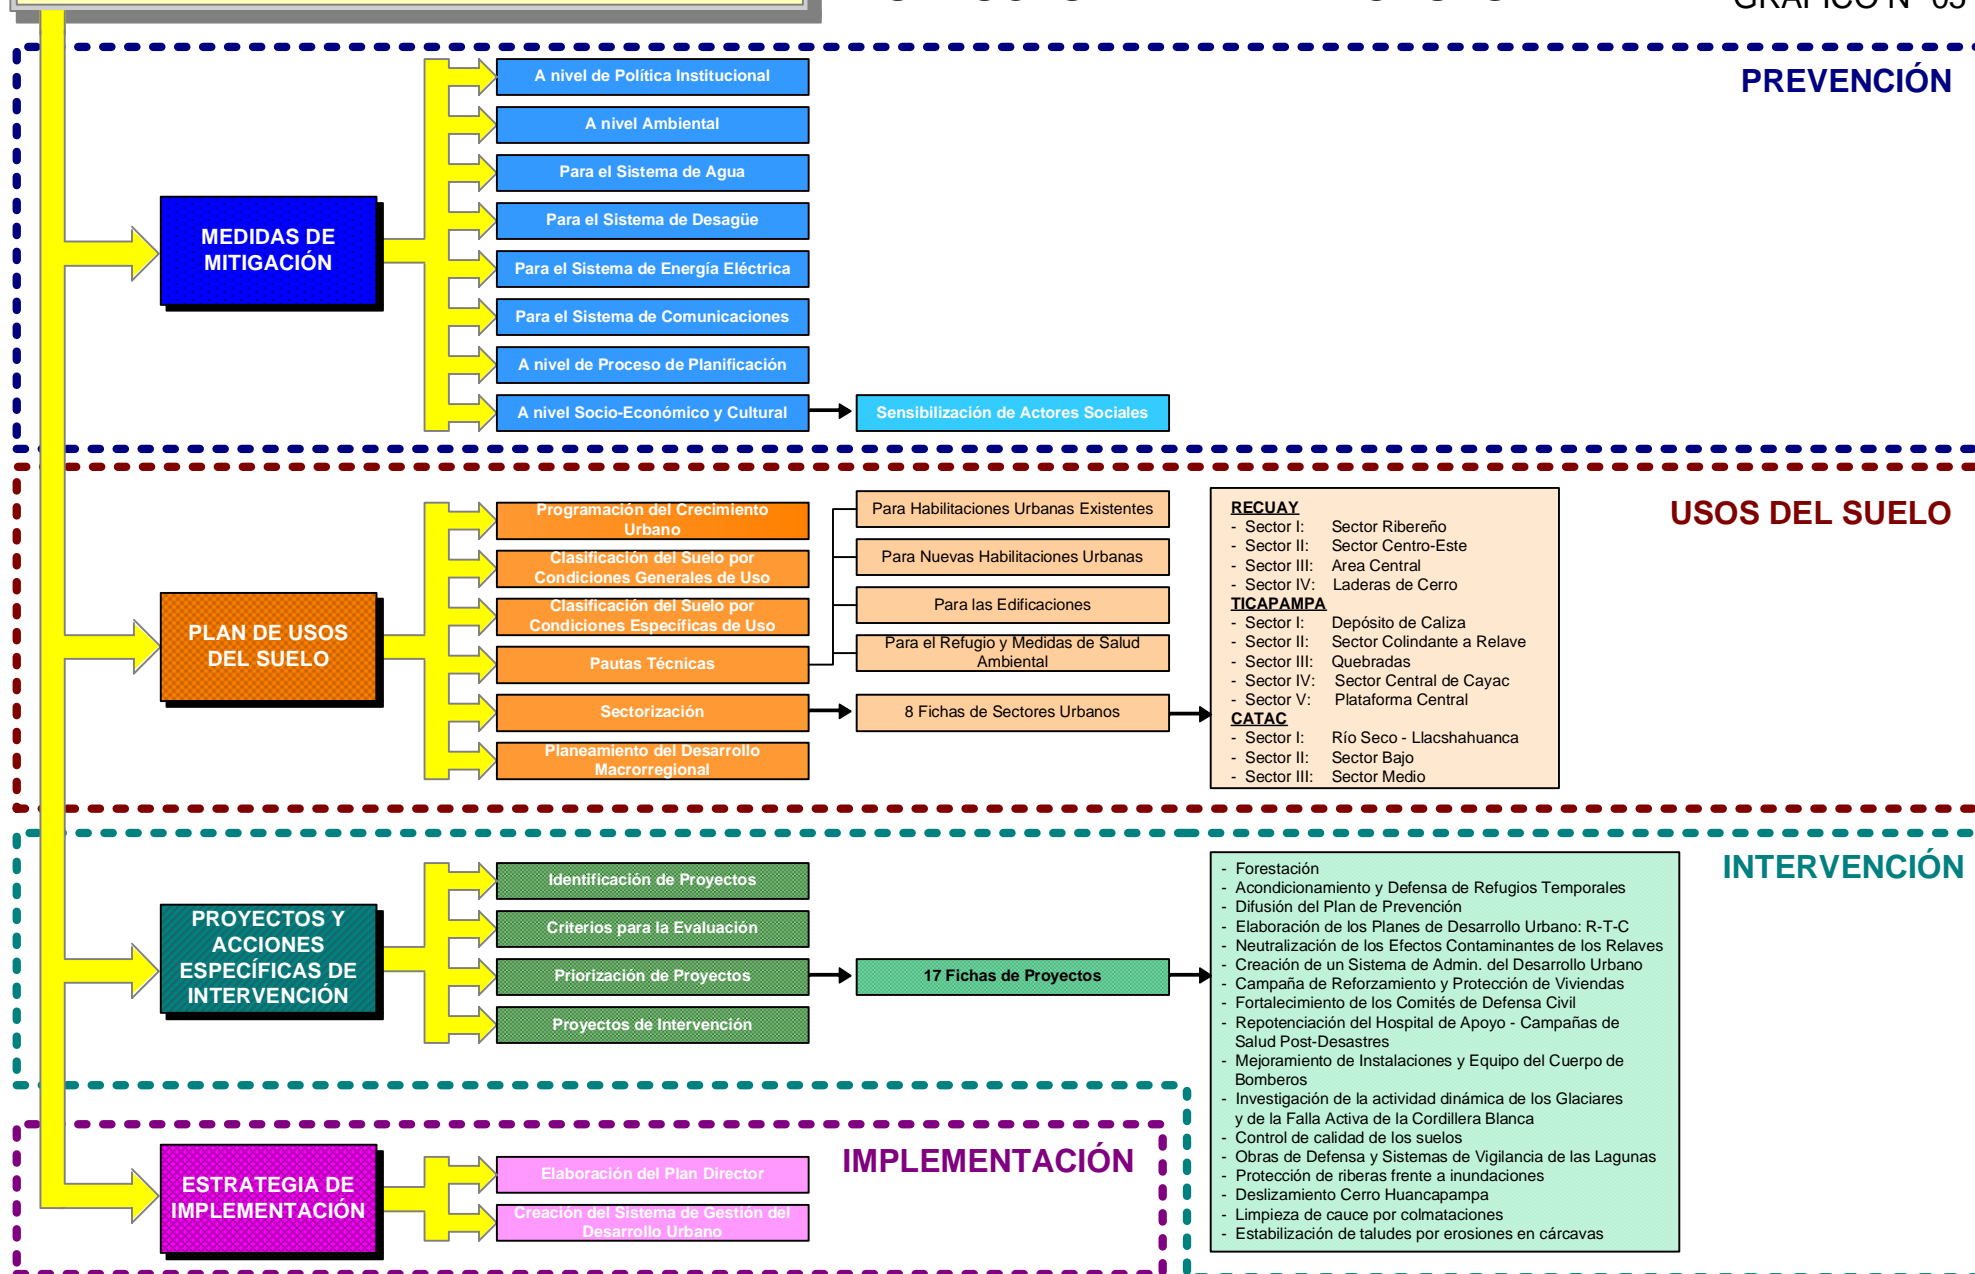 GRÁFICO N° 03
PREVENCIÓN
MEDIDAS DE
MITIGACIÓN
A nivel de Política Institucional
A nivel Ambiental
Para el Sistema de Agua
Para el Sistema de Desagüe
Para el Sistema de Energía Eléctrica
Para el Sistema de Comunicaciones
A nivel de Proceso de Planificación
A nivel Socio-Económico y Cultural
Sensibilización de Actores Sociales
USOS DEL SUELO
PLAN DE USOS
DEL SUELO
Programación del Crecimiento
Urbano
Clasificación del Suelo por
Condiciones Generales de Uso
Clasificación del Suelo por
Condiciones Específicas de Uso
Pautas Técnicas
Sectorización
Planeamiento del Desarrollo
Macrorregional
Para Habilitaciones Urbanas Existentes
Para Nuevas Habilitaciones Urbanas
Para las Edificaciones
Para el Refugio y Medidas de Salud
Ambiental
8 Fichas de Sectores Urbanos
RECUAY
- Sector I: Sector Ribereño
- Sector II: Sector Centro-Este
- Sector III: Area Central
- Sector IV: Laderas de Cerro
TICAPAMPA
- Sector I: Depósito de Caliza
- Sector II: Sector Colindante a Relave
- Sector III: Quebradas
- Sector IV: Sector Central de Cayac
- Sector V: Plataforma Central
CATAC
- Sector I: Río Seco - Llacshahuanca
- Sector II: Sector Bajo
- Sector III: Sector Medio
INTERVENCIÓN
PROYECTOS Y
ACCIONES
ESPECÍFICAS DE
INTERVENCIÓN
Identificación de Proyectos
Criterios para la Evaluación
Priorización de Proyectos
Proyectos de Intervención
17 Fichas de Proyectos
- Forestación
- Acondicionamiento y Defensa de Refugios Temporales
- Difusión del Plan de Prevención
- Elaboración de los Planes de Desarrollo Urbano: R-T-C
- Neutralización de los Efectos Contaminantes de los Relaves
- Creación de un Sistema de Admin. del Desarrollo Urbano
- Campaña de Reforzamiento y Protección de Viviendas
- Fortalecimiento de los Comités de Defensa Civil
- Repotenciación del Hospital de Apoyo - Campañas de
Salud Post-Desastres
- Mejoramiento de Instalaciones y Equipo del Cuerpo de
Bomberos
- Investigación de la actividad dinámica de los Glaciares
y de la Falla Activa de la Cordillera Blanca
- Control de calidad de los suelos
- Obras de Defensa y Sistemas de Vigilancia de las Lagunas
- Protección de riberas frente a inundaciones
- Deslizamiento Cerro Huancapampa
- Limpieza de cauce por colmataciones
- Estabilización de taludes por erosiones en cárcavas
IMPLEMENTACIÓN
ESTRATEGIA DE
IMPLEMENTACIÓN
Elaboración del Plan Director
Creación del Sistema de Gestión del
Desarrollo Urbano